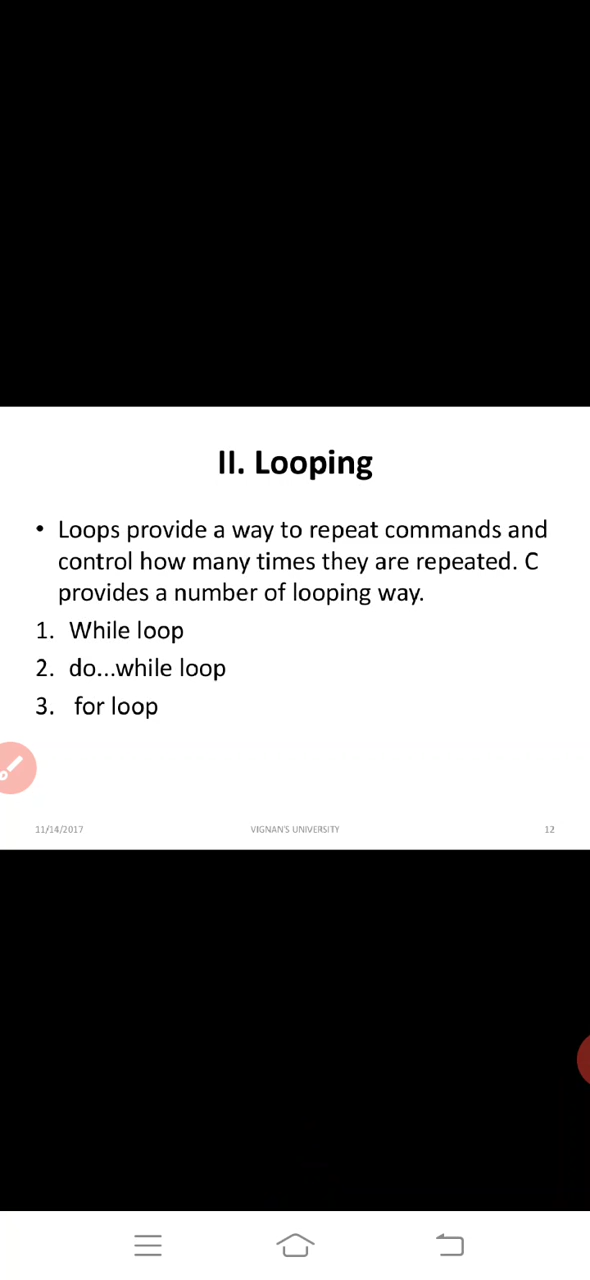 II. Looping
• Loops provide a way to repeat commands and
control how many times they are repeated. C
provides a number of looping way.
1. While loop
2. do...while loop
3. for loop
11/14/2017
VIGNAN'S UNIVERSITY
12